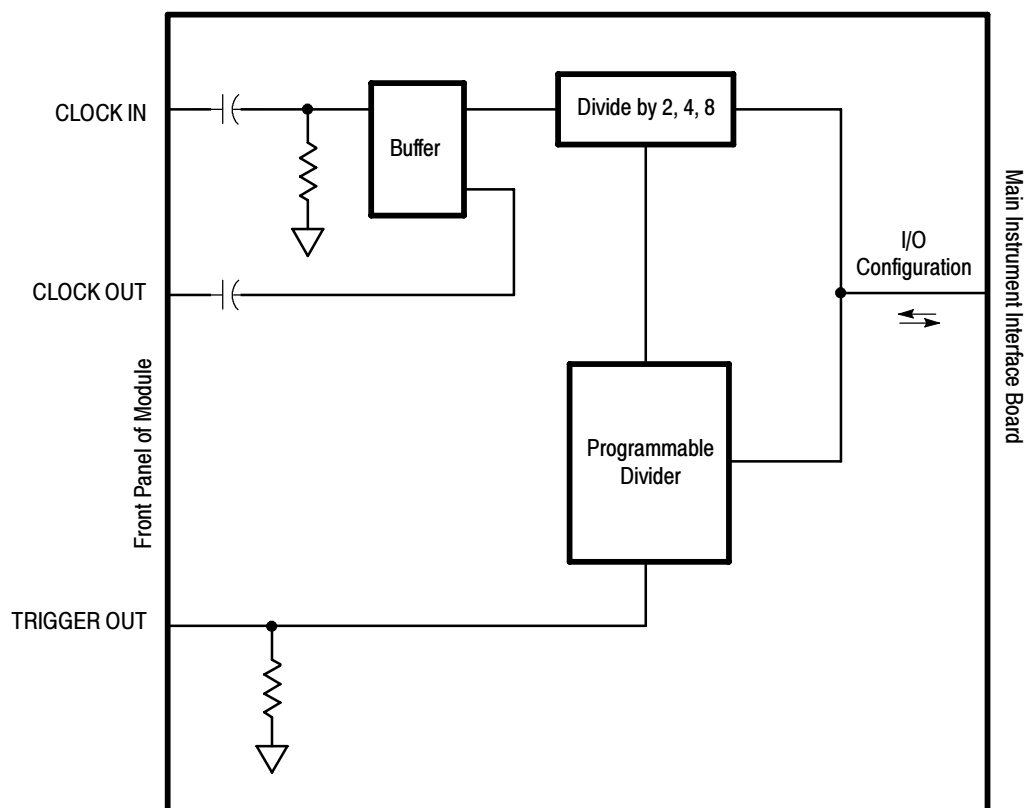 CLOCK IN
Buffer
Divide by 2, 4, 8
CLOCK OUT
I/O
Configuration
Main Instrument Interface Board
Front Panel of Module
Programmable
Divider
TRIGGER OUT